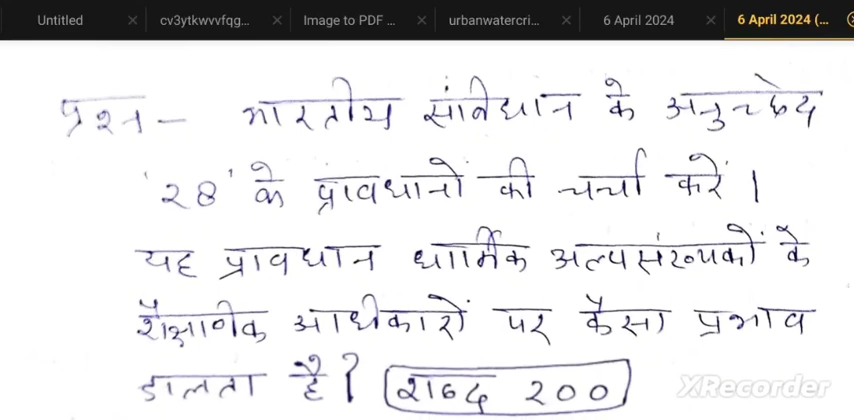 Untitled cv3ytkwvvfqg... Image to PDF ... urbanwatercri... 6 April 2024 6 April 2024 (...
प्रश्न - भारतीय संविधान के अनुच्छेद
'28' के प्रावधानों की चर्चा करें।
यह प्रावधान धार्मिक अल्पसंख्यकों के
शैक्षणिक अधिकारों पर कैसा प्रभाव
डालता है? शब्द 200
XRecorder